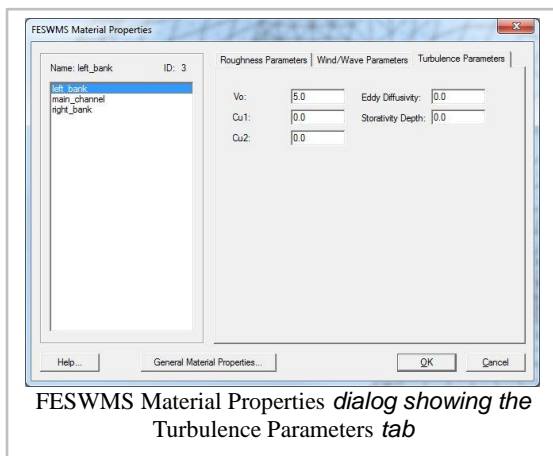 FESWMS Material Properties
Name: left_bank ID: 3
left_bank
main_channel
right_bank
Roughness Parameters Wind/Wave Parameters Turbulence Parameters
Vo: 5.0 Eddy Diffusivity: 0.0
Cu1: 0.0 Storativity Depth: 0.0
Cu2: 0.0
Help... General Material Properties... OK Cancel
FESWMS Material Properties dialog showing the
Turbulence Parameters tab